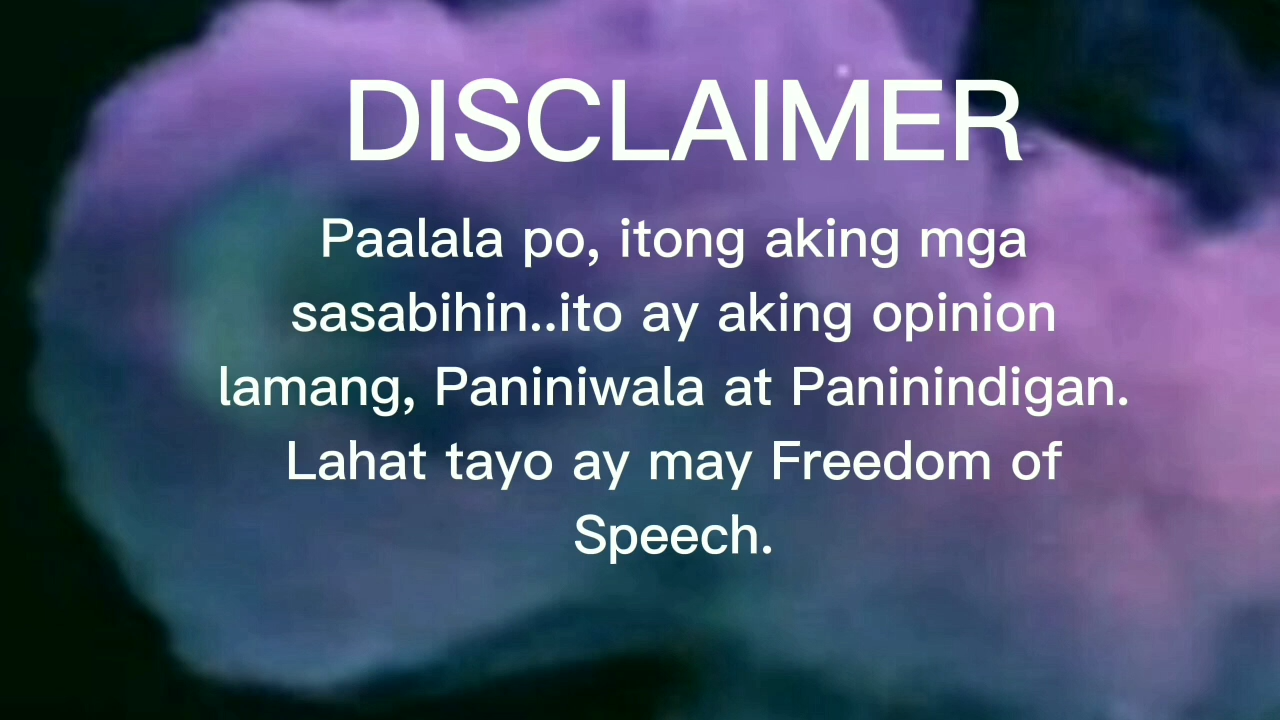 DISCLAIMER
Paalala po, itong aking mga
sasabihin..ito ay aking opinion
lamang, Paniniwala at Paninindigan.
Lahat tayo ay may Freedom of
Speech.